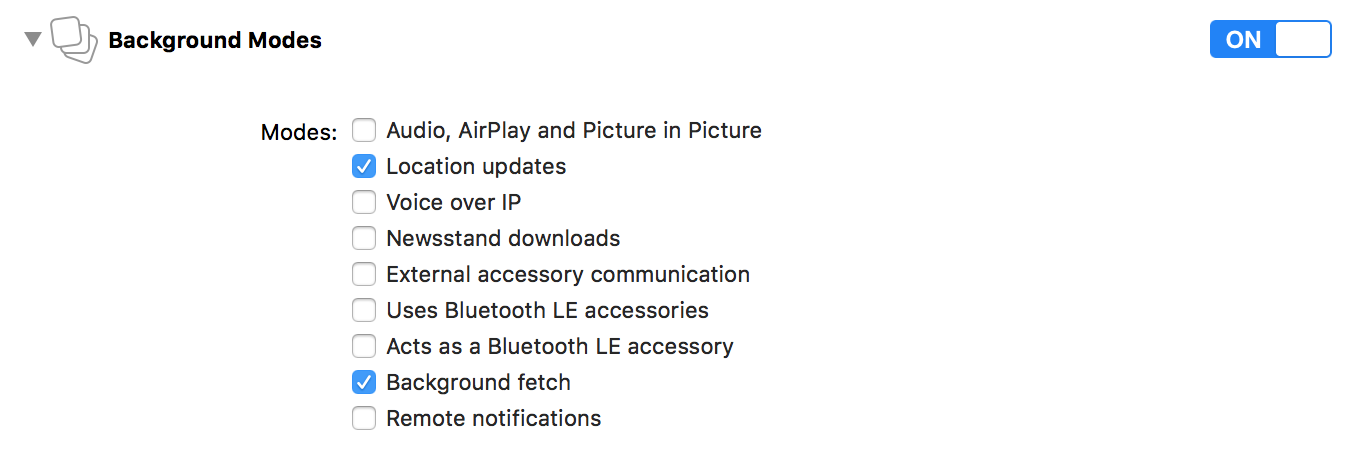 Background Modes
ON
Modes:
Audio, AirPlay and Picture in Picture
Location updates
Voice over IP
Newsstand downloads
External accessory communication
Uses Bluetooth LE accessories
Acts as a Bluetooth LE accessory
Background fetch
Remote notifications